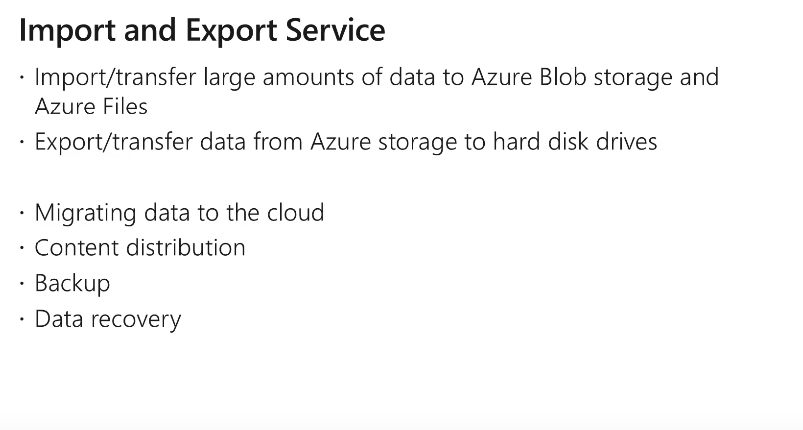 Import and Export Service
· Import/transfer large amounts of data to Azure Blob storage and
Azure Files
· Export/transfer data from Azure storage to hard disk drives
· Migrating data to the cloud
· Content distribution
· Backup
· Data recovery